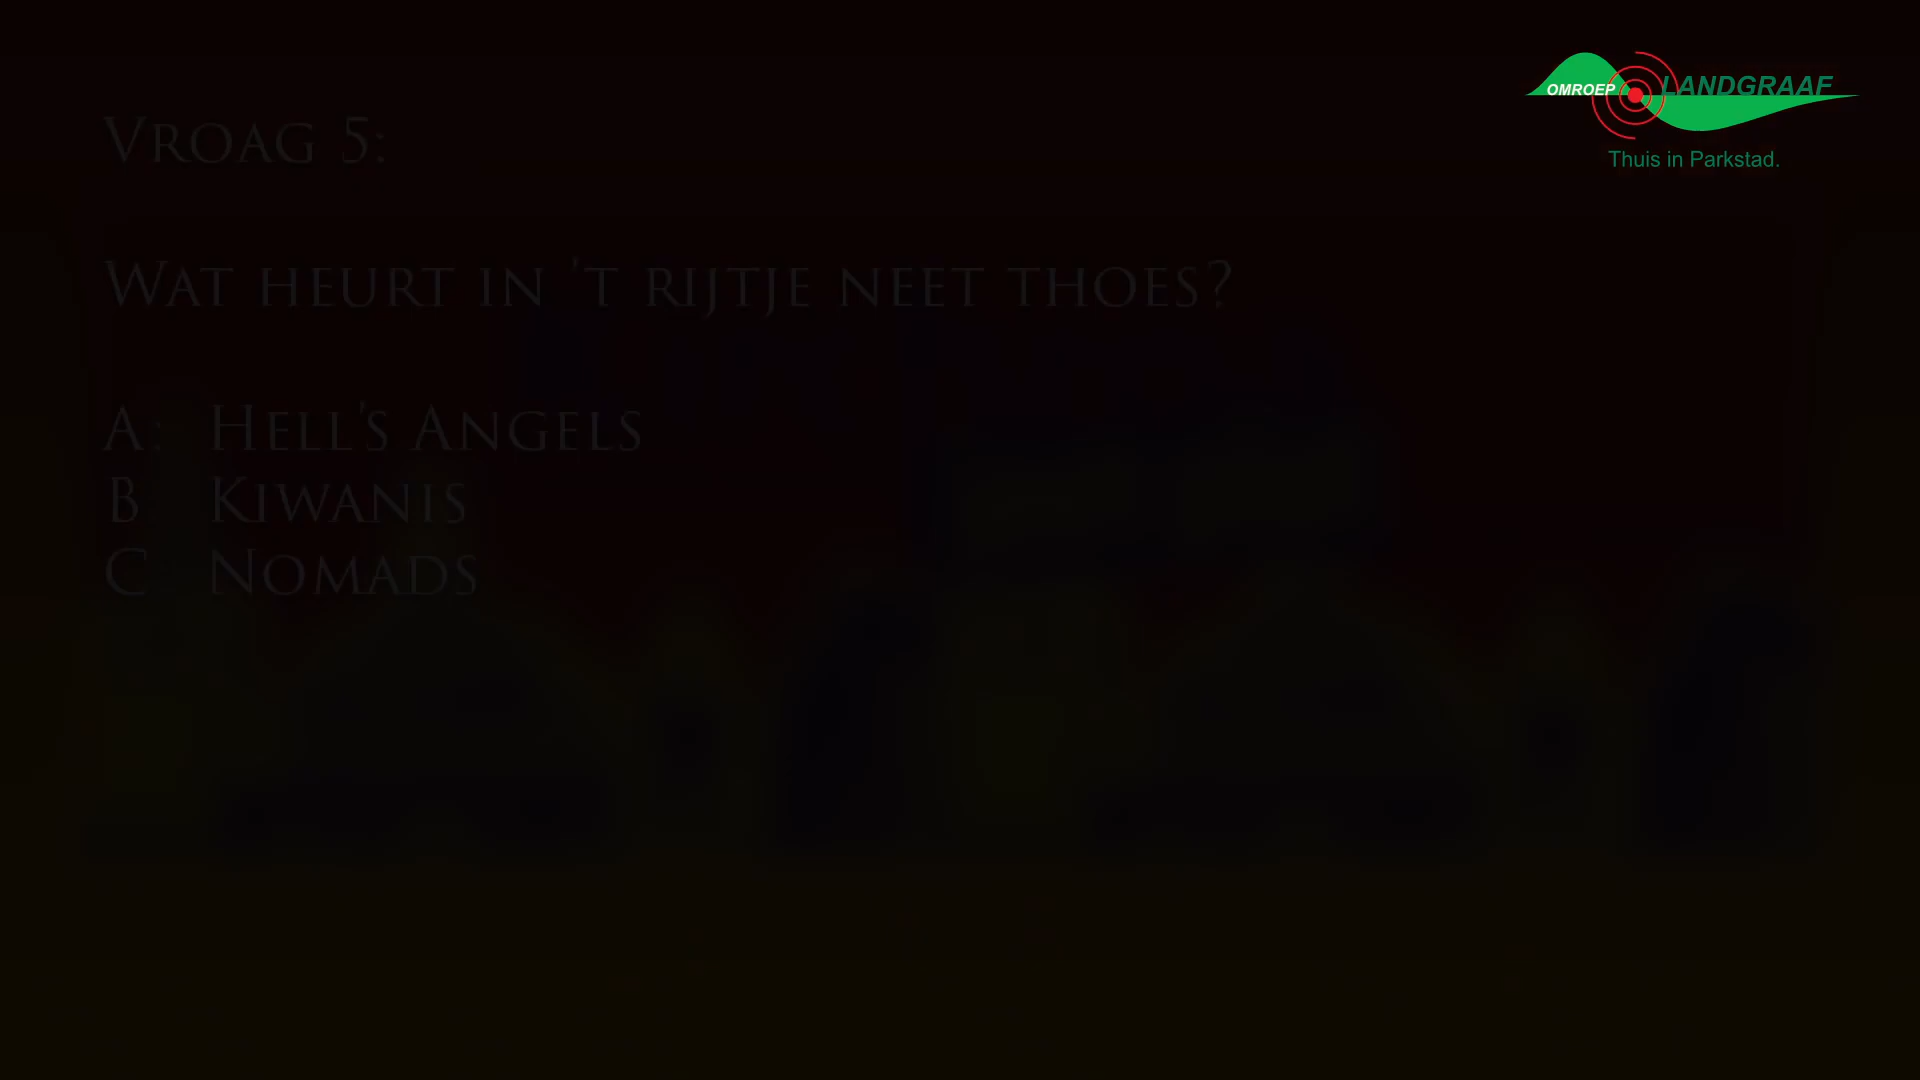 OMROEP LANDGRAAF
Thuis in Parkstad.
Vroag 5:
Wat heurt in 't rijtje neet thoes?
A: Hell's Angels
B Kiwanis
C Nomads